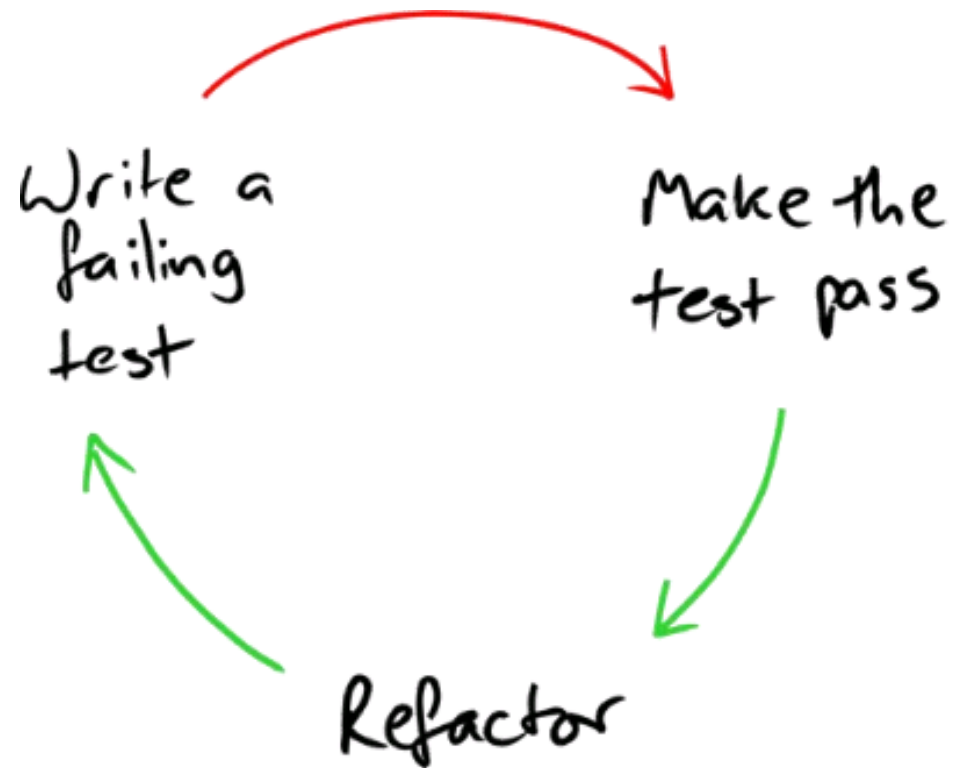 Write a
failing
test
Make the
test pass
Refactor